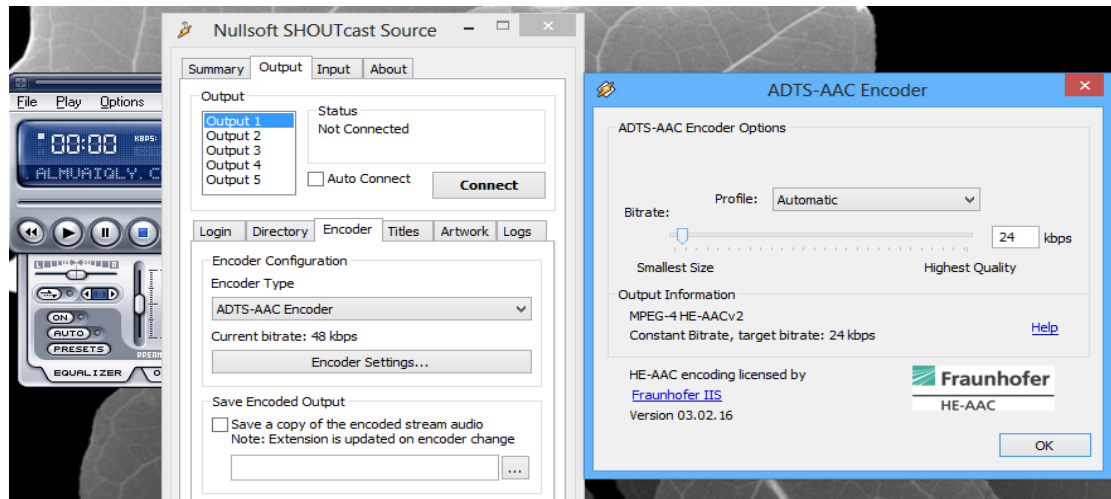 File Play Options
00:00 KBPS:
ALMUAIQLY. C
ON
AUTO
PRESETS
EQUALIZER
Nullsoft SHOUTcast Source
Summary Output Input About
Output
Output 1
Output 2
Output 3
Output 4
Output 5
Status
Not Connected
Auto Connect
Connect
Login Directory Encoder Titles Artwork Logs
Encoder Configuration
Encoder Type
ADTS-AAC Encoder
Current bitrate: 48 kbps
Encoder Settings...
Save Encoded Output
Save a copy of the encoded stream audio
Note: Extension is updated on encoder change
...
ADTS-AAC Encoder
ADTS-AAC Encoder Options
Profile: Automatic
Bitrate:
24 kbps
Smallest Size Highest Quality
Output Information
MPEG-4 HE-AACv2
Constant Bitrate, target bitrate: 24 kbps
Help
HE-AAC encoding licensed by
Fraunhofer IIS
Version 03.02.16
Fraunhofer
HE-AAC
OK